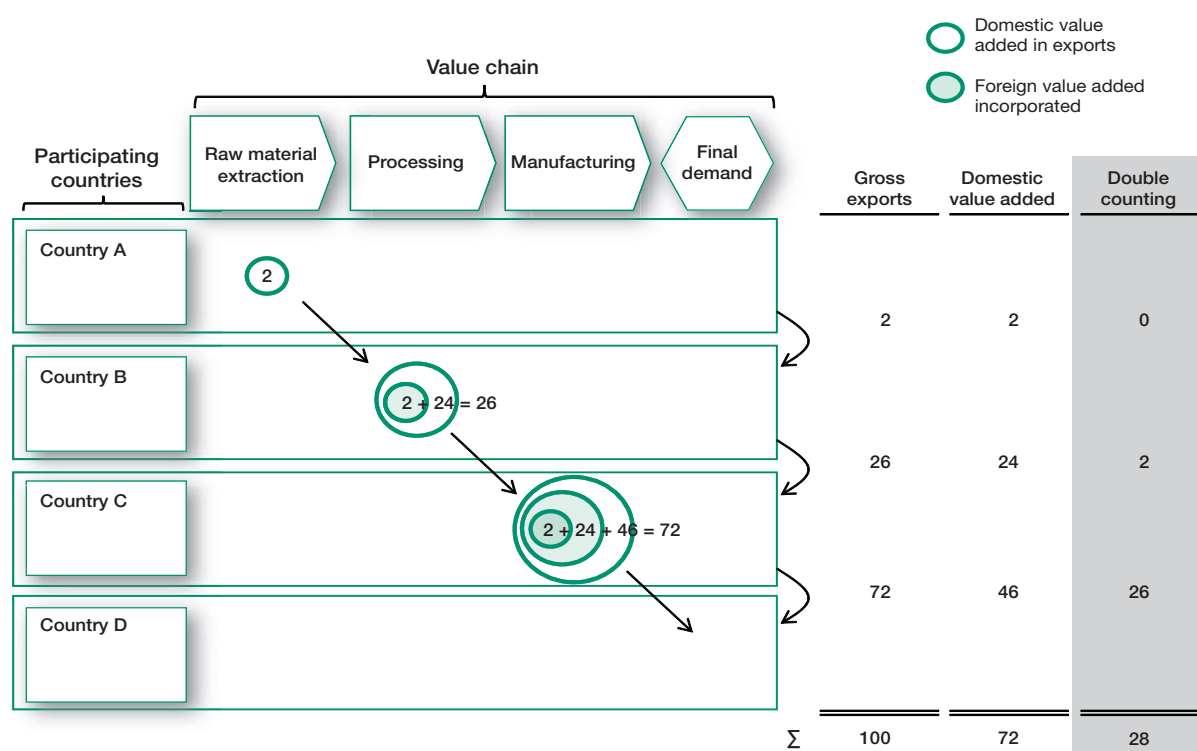 Domestic value
added in exports
Foreign value added
incorporated
Value chain
Participating
countries
Raw material
extraction
Processing
Manufacturing
Final
demand
Gross
exports
Domestic
value added
Double
counting
Country A
2
2 2 0
Country B
2 + 24 = 26
26 24 2
Country C
2 + 24 + 46 = 72
72 46 26
Country D
Σ 100 72 28